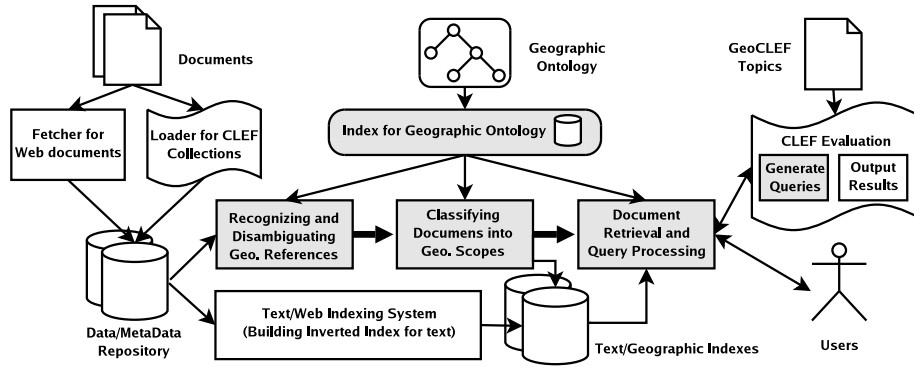 Documents
Geographic
Ontology
GeoCLEF
Topics
Fetcher for
Web documents
Loader for CLEF
Collections
Index for Geographic Ontology
CLEF Evaluation
Generate
Queries
Output
Results
Recognizing and
Disambiguating
Geo. References
Classifying
Documens into
Geo. Scopes
Document
Retrieval and
Query Processing
Data/MetaData
Repository
Text/Web Indexing System
(Building Inverted Index for text)
Text/Geographic Indexes
Users